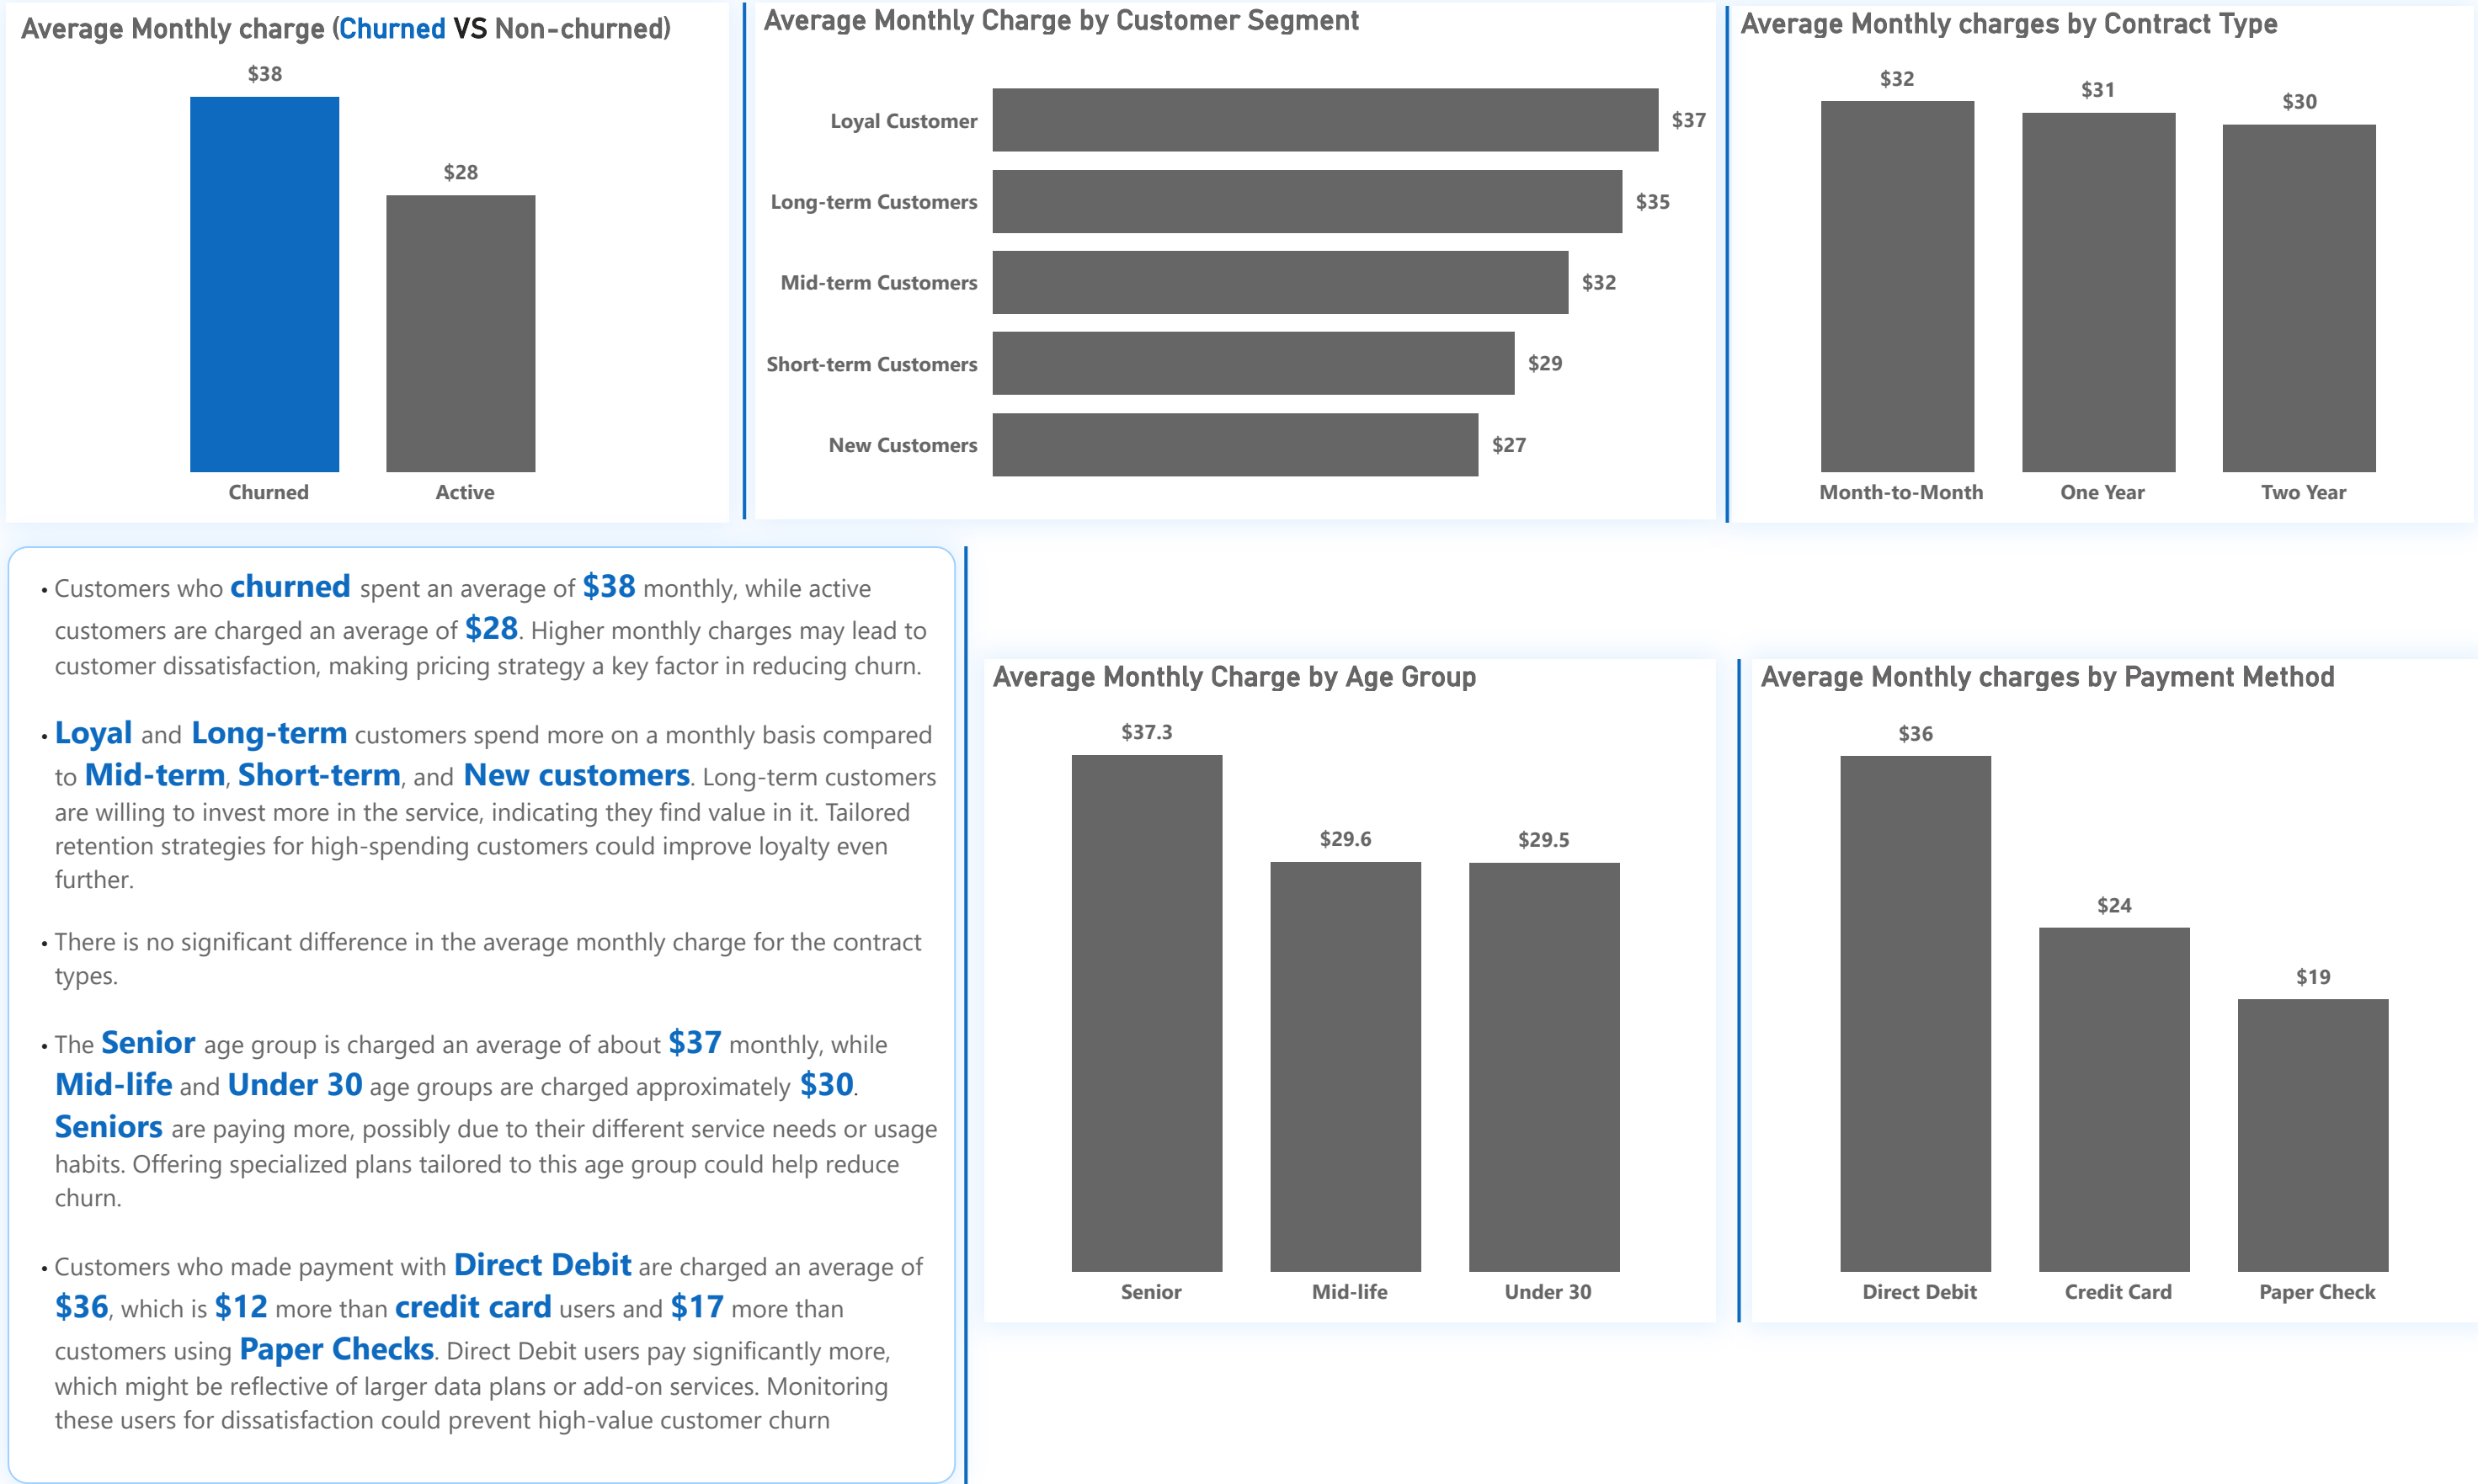 Average Monthly charge (Churned VS Non-churned)
$38
$28
Churned
Active
Average Monthly Charge by Customer Segment
Loyal Customer
$37
Long-term Customers
$35
Mid-term Customers
$32
Short-term Customers
$29
New Customers
$27
Average Monthly charges by Contract Type
$32
$31
$30
Month-to-Month
One Year
Two Year
• Customers who churned spent an average of $38 monthly, while active
customers are charged an average of $28. Higher monthly charges may lead to
customer dissatisfaction, making pricing strategy a key factor in reducing churn.
• Loyal and Long-term customers spend more on a monthly basis compared
to Mid-term, Short-term, and New customers. Long-term customers
are willing to invest more in the service, indicating they find value in it. Tailored
retention strategies for high-spending customers could improve loyalty even
further.
• There is no significant difference in the average monthly charge for the contract
types.
• The Senior age group is charged an average of about $37 monthly, while
Mid-life and Under 30 age groups are charged approximately $30.
Seniors are paying more, possibly due to their different service needs or usage
habits. Offering specialized plans tailored to this age group could help reduce
churn.
• Customers who made payment with Direct Debit are charged an average of
$36, which is $12 more than credit card users and $17 more than
customers using Paper Checks. Direct Debit users pay significantly more,
which might be reflective of larger data plans or add-on services. Monitoring
these users for dissatisfaction could prevent high-value customer churn
Average Monthly Charge by Age Group
$37.3
$29.6
$29.5
Senior
Mid-life
Under 30
Average Monthly charges by Payment Method
$36
$24
$19
Direct Debit
Credit Card
Paper Check